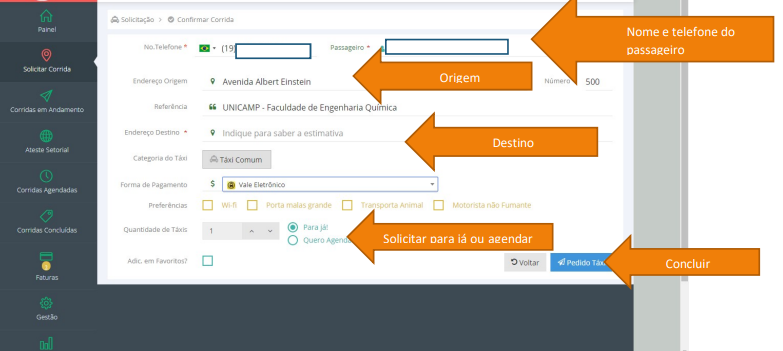 Painel
Solicitar Corrida
Corridas em Andamento
Ateste Setorial
Corridas Agendadas
Corridas Concluídas
Faturas
Gestão
Solicitação > Confirmar Corrida
No.Telefone * (19) Passageiro *
Nome e telefone do
passageiro
Endereço Origem Avenida Albert Einstein Número 500
Origem
Referência UNICAMP - Faculdade de Engenharia Química
Endereço Destino * Indique para saber a estimativa
Destino
Categoria do Táxi Táxi Comum
Forma de Pagamento $ Vale Eletrônico
Preferências Wi-fi Porta malas grande Transporta Animal Motorista não Fumante
Quantidade de Táxis 1 Para já!
Quero Agenda
Solicitar para já ou agendar
Adic. em Favoritos? Voltar Pedido Táx
Concluir